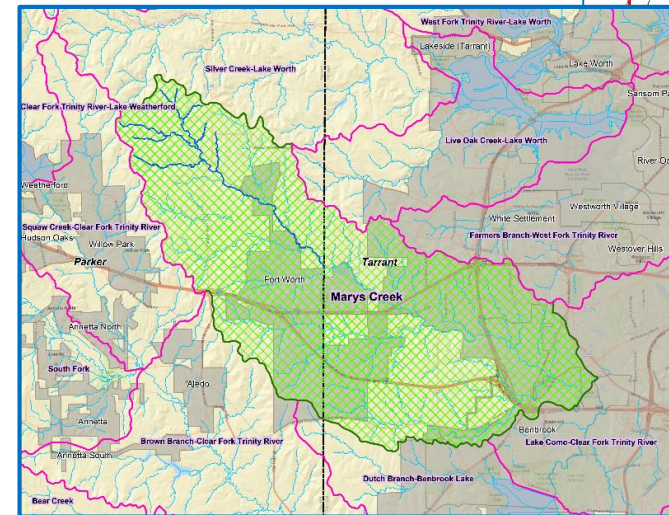 West Fork Trinity River-Lake Worth
Lakeside (Tarrant)
Lake Worth
Silver Creek-Lake Worth
Sansom Pa
Clear Fork Trinity River-Lake Weatherford
Live Oak Creek-Lake Worth
River Oa
Weatherford
Westworth Village
White Settlement
Squaw Creek-Clear Fork Trinity River
Farmers Branch-West Fork Trinity River
Hudson Oaks
Willow Park
Westover Hills
Parker
Tarrant
Fort Worth
Marys Creek
Annetta North
South Fork
Aledo
Annetta
Benbrook
Brown Branch-Clear Fork Trinity River
Lake Como-Clear Fork Trinity River
Annetta South
Dutch Branch-Benbrook Lake
Bear Creek